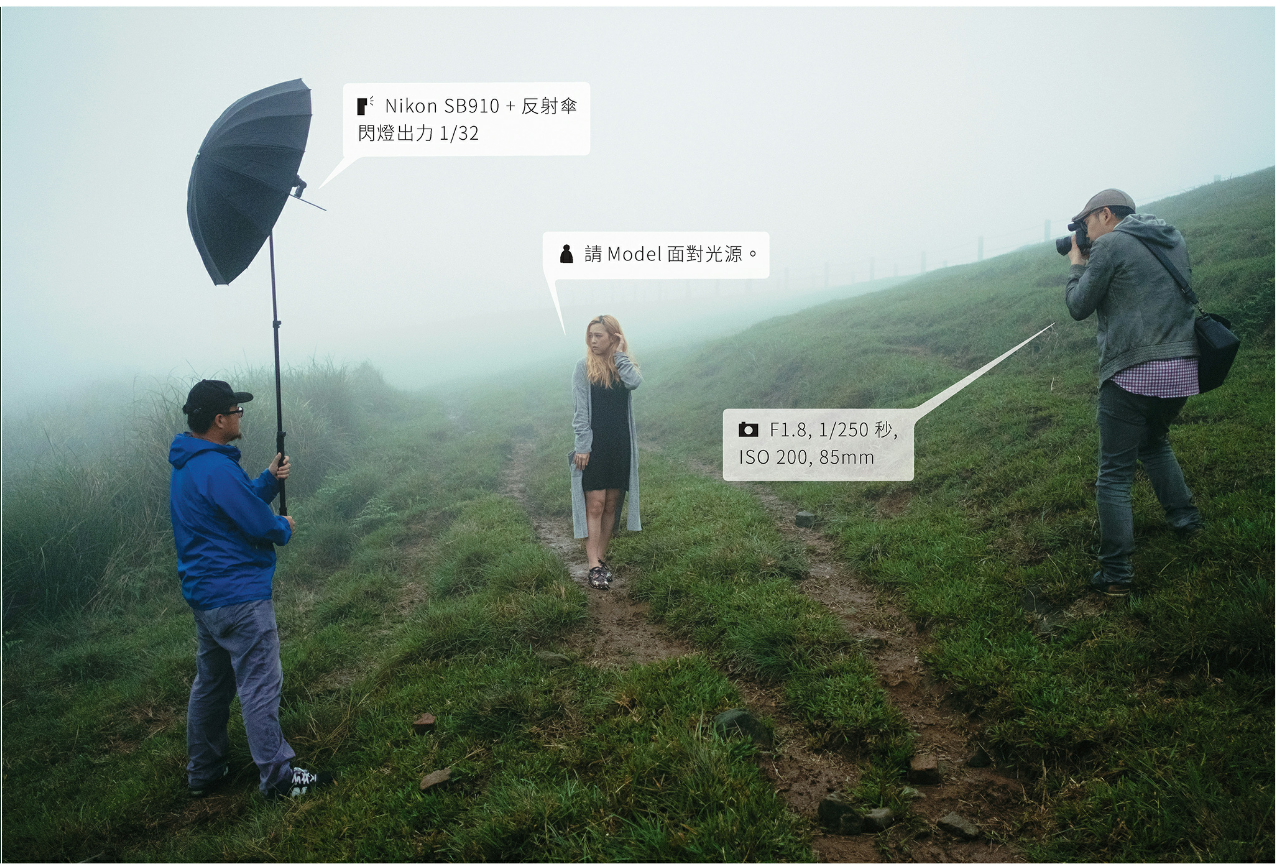 Nikon SB910 + 反射傘
閃燈出力 1/32
請 Model 面對光源。
F1.8, 1/250 秒,
ISO 200, 85mm